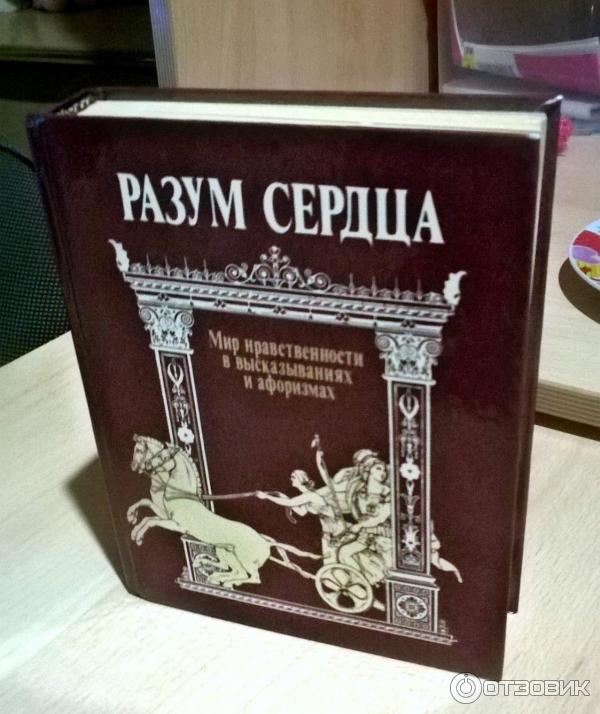 РАЗУМ СЕРДЦА
Мир нравственности
в высказываниях
и афоризмах
ОТЗОВИК